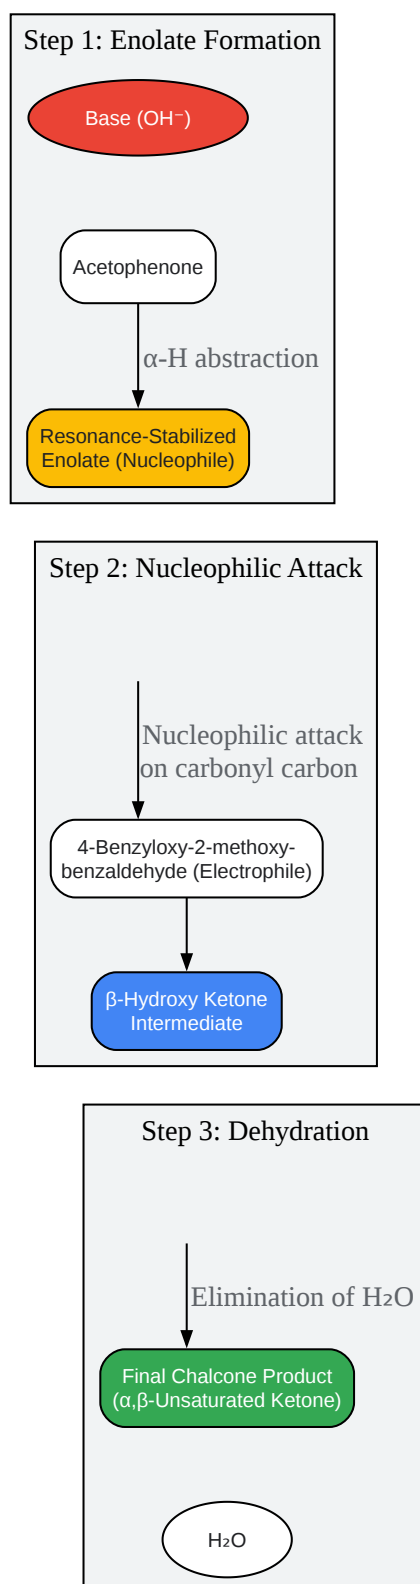 Step 1: Enolate Formation
Base (OH⁻)
Acetophenone
α-H abstraction
Resonance-Stabilized
Enolate (Nucleophile)
Step 2: Nucleophilic Attack
Nucleophilic attack
on carbonyl carbon
4-Benzyloxy-2-methoxy-
benzaldehyde (Electrophile)
β-Hydroxy Ketone
Intermediate
Step 3: Dehydration
Elimination of H₂O
Final Chalcone Product
(α,β-Unsaturated Ketone)
H₂O